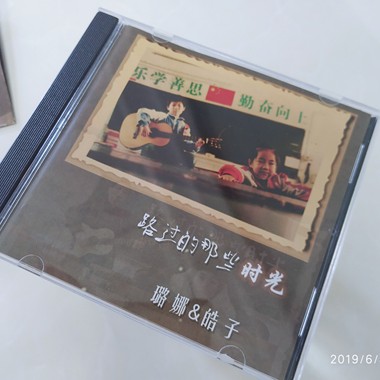 乐学善思 勤奋向上
路过的那些时光
璐娜&皓子
2019/6/